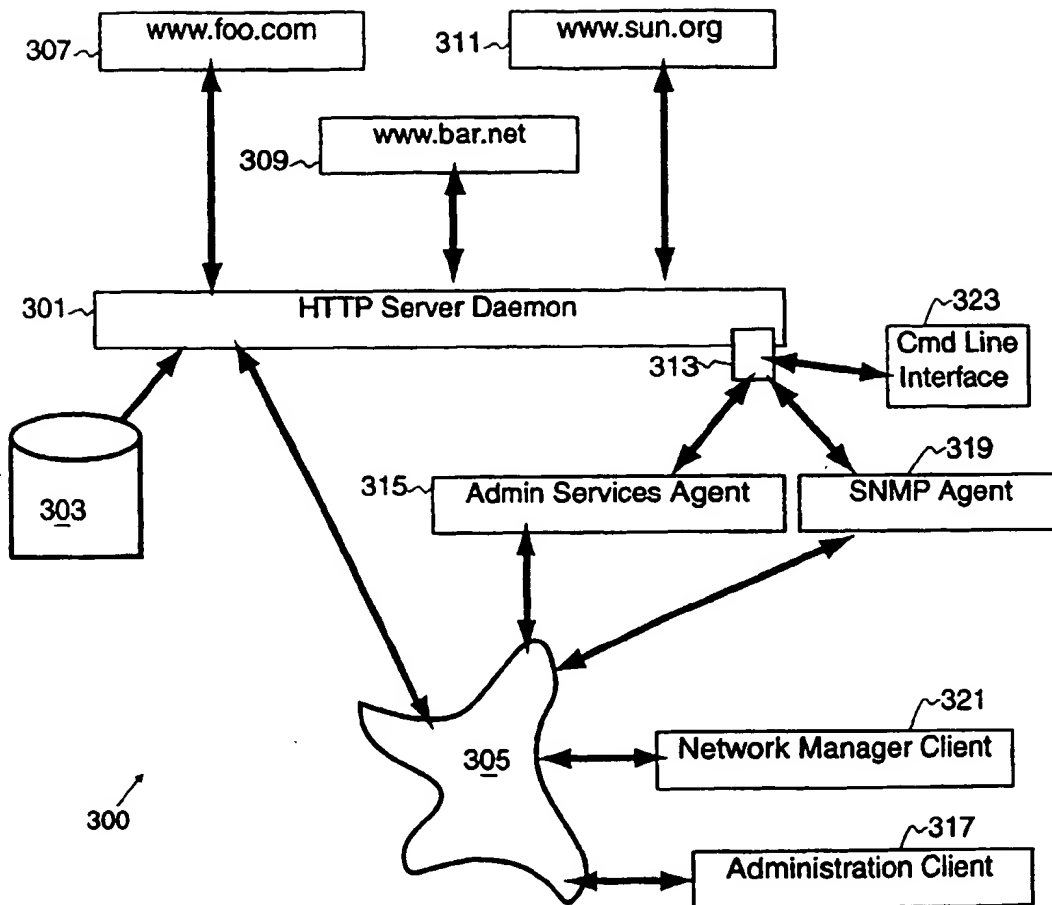 www.foo.com
307
www.sun.org
311
www.bar.net
309
301
HTTP Server Daemon
323
Cmd Line
Interface
313
303
315
Admin Services Agent
319
SNMP Agent
305
321
Network Manager Client
300
317
Administration Client